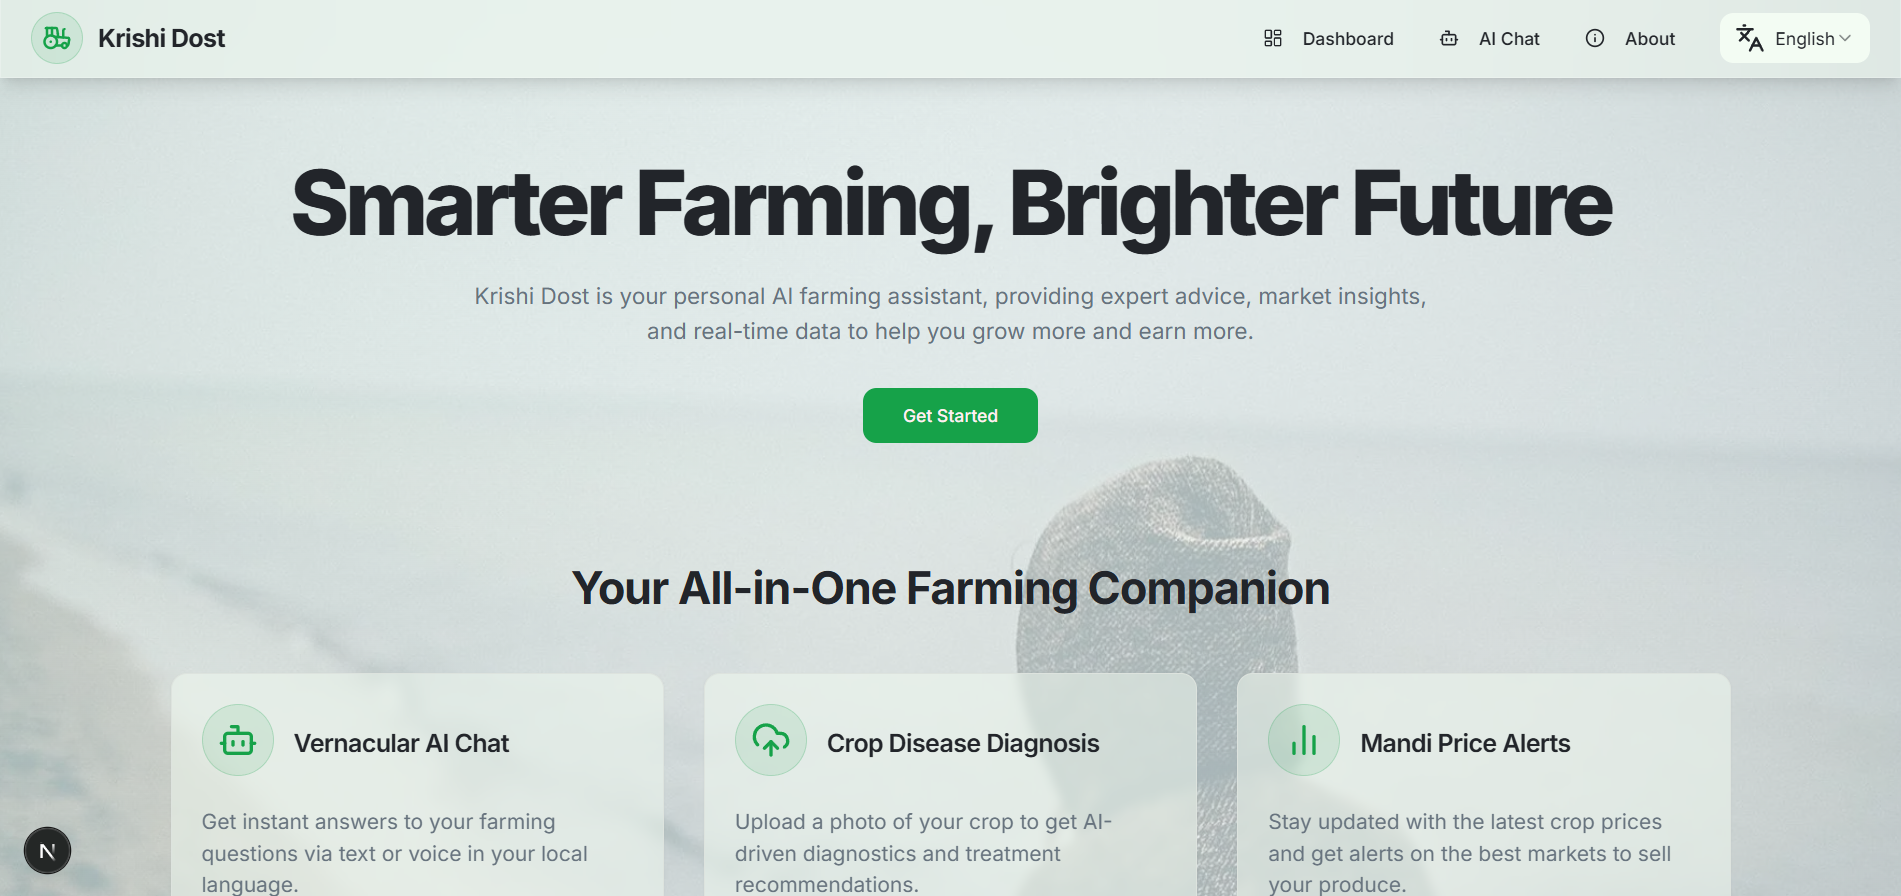 Krishi Dost
Dashboard
AI Chat
About
English
Smarter Farming, Brighter Future
Krishi Dost is your personal AI farming assistant, providing expert advice, market insights,
and real-time data to help you grow more and earn more.
Get Started
Your All-in-One Farming Companion
Vernacular AI Chat
Get instant answers to your farming
questions via text or voice in your local
language.
Crop Disease Diagnosis
Upload a photo of your crop to get AI-
driven diagnostics and treatment
recommendations.
Mandi Price Alerts
Stay updated with the latest crop prices
and get alerts on the best markets to sell
your produce.
N